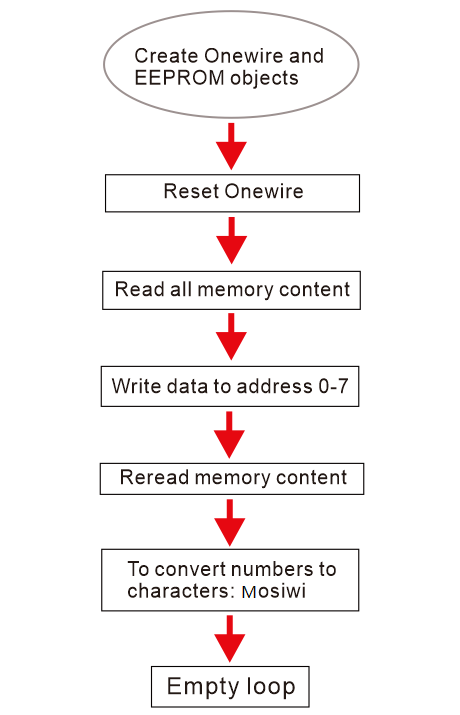 Create Onewire and
EEPROM objects
Reset Onewire
Read all memory content
Write data to address 0-7
Reread memory content
To convert numbers to
characters: Mosiwi
Empty loop